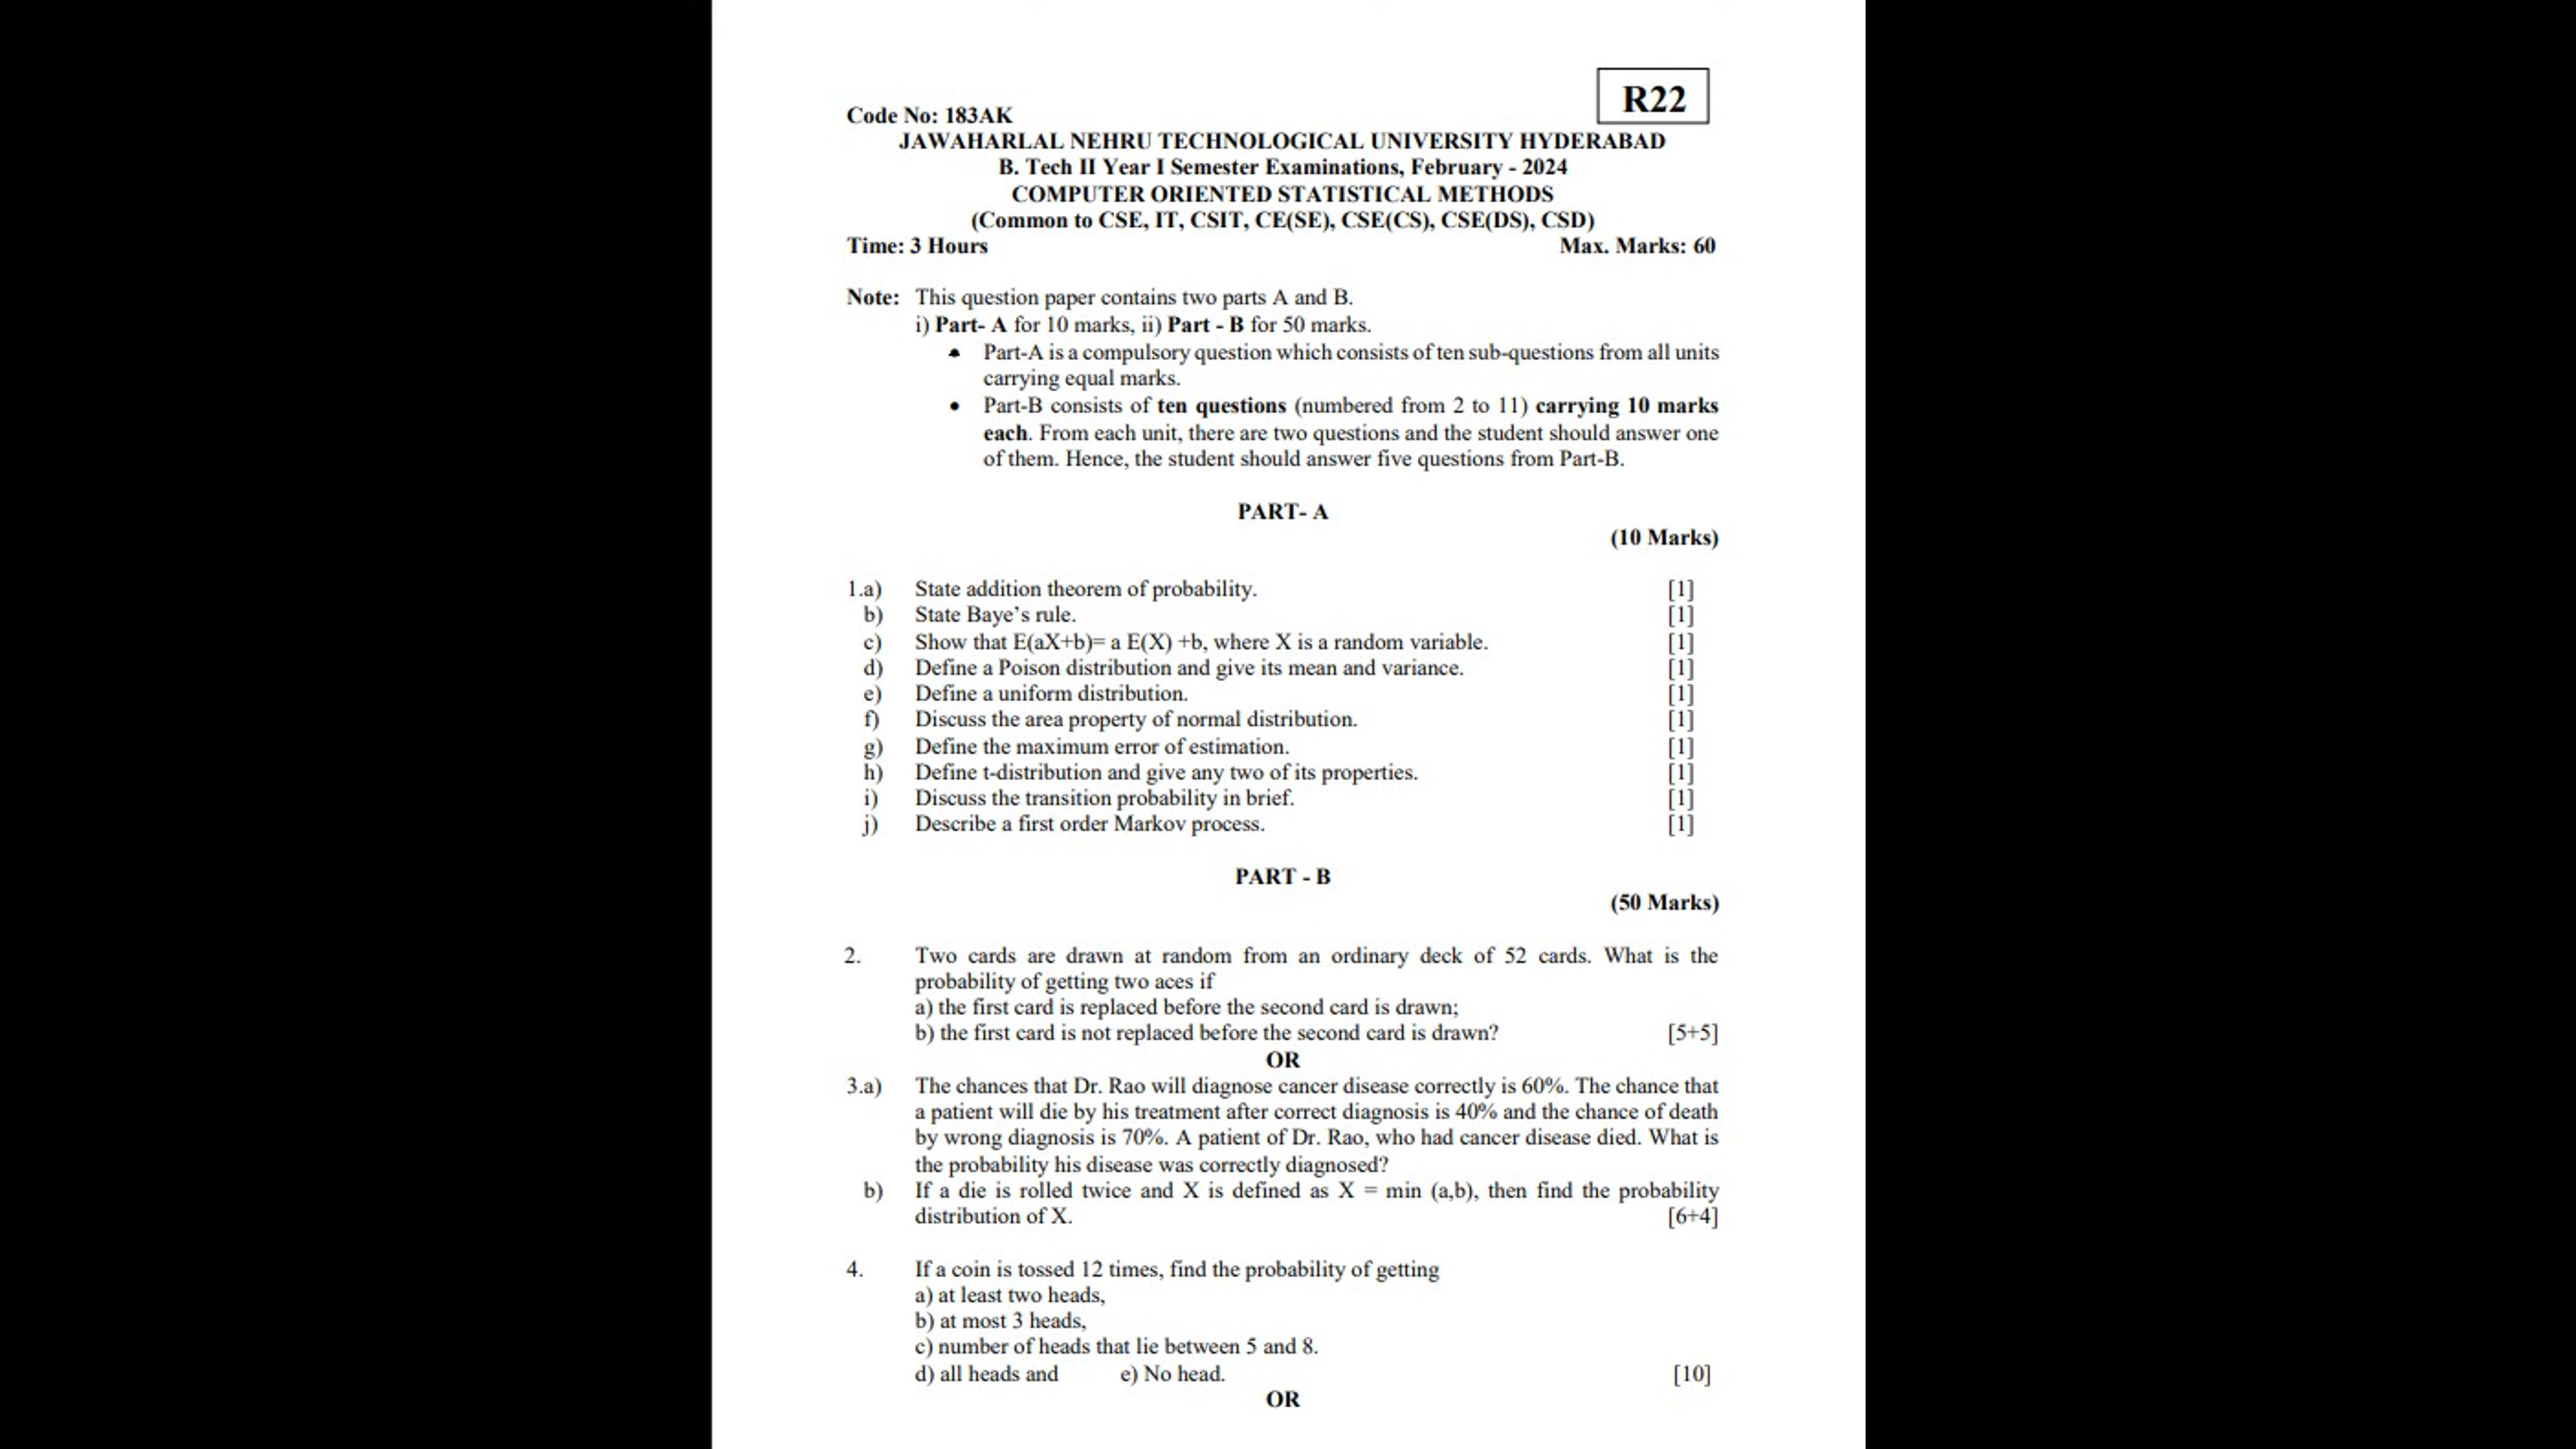 R22
Code No: 183AK
JAWAHARLAL NEHRU TECHNOLOGICAL UNIVERSITY HYDERABAD
B. Tech II Year I Semester Examinations, February - 2024
COMPUTER ORIENTED STATISTICAL METHODS
(Common to CSE, IT, CSIT, CE(SE), CSE(CS), CSE(DS), CSD)
Time: 3 Hours Max. Marks: 60
Note: This question paper contains two parts A and B.
i) Part- A for 10 marks, ii) Part - B for 50 marks.
• Part-A is a compulsory question which consists of ten sub-questions from all units
carrying equal marks.
• Part-B consists of ten questions (numbered from 2 to 11) carrying 10 marks
each. From each unit, there are two questions and the student should answer one
of them. Hence, the student should answer five questions from Part-B.
PART- A
(10 Marks)
1.a) State addition theorem of probability. [1]
b) State Baye's rule. [1]
c) Show that E(aX+b)= a E(X) +b, where X is a random variable. [1]
d) Define a Poison distribution and give its mean and variance. [1]
e) Define a uniform distribution. [1]
f) Discuss the area property of normal distribution. [1]
g) Define the maximum error of estimation. [1]
h) Define t-distribution and give any two of its properties. [1]
i) Discuss the transition probability in brief. [1]
j) Describe a first order Markov process. [1]
PART - B
(50 Marks)
2. Two cards are drawn at random from an ordinary deck of 52 cards. What is the
probability of getting two aces if
a) the first card is replaced before the second card is drawn;
b) the first card is not replaced before the second card is drawn? [5+5]
OR
3.a) The chances that Dr. Rao will diagnose cancer disease correctly is 60%. The chance that
a patient will die by his treatment after correct diagnosis is 40% and the chance of death
by wrong diagnosis is 70%. A patient of Dr. Rao, who had cancer disease died. What is
the probability his disease was correctly diagnosed?
b) If a die is rolled twice and X is defined as X = min (a,b), then find the probability
distribution of X. [6+4]
4. If a coin is tossed 12 times, find the probability of getting
a) at least two heads,
b) at most 3 heads,
c) number of heads that lie between 5 and 8.
d) all heads and e) No head. [10]
OR